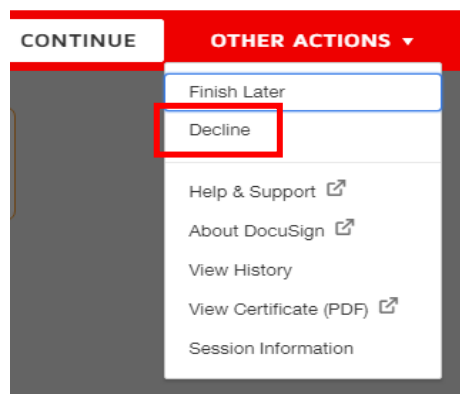 CONTINUE OTHER ACTIONS
Finish Later
Decline
Help & Support
About DocuSign
View History
View Certificate (PDF)
Session Information